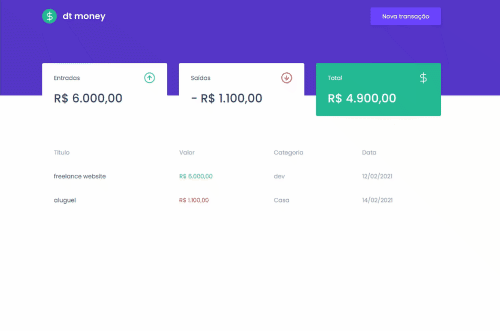 dt money
Nova transação
Entradas
R$ 6.000,00
Saídas
- R$ 1.100,00
Total
R$ 4.900,00
Título Valor Categoria Data
freelance website R$ 6.000,00 dev 12/02/2021
aluguel R$ 1.100,00 Casa 14/02/2021